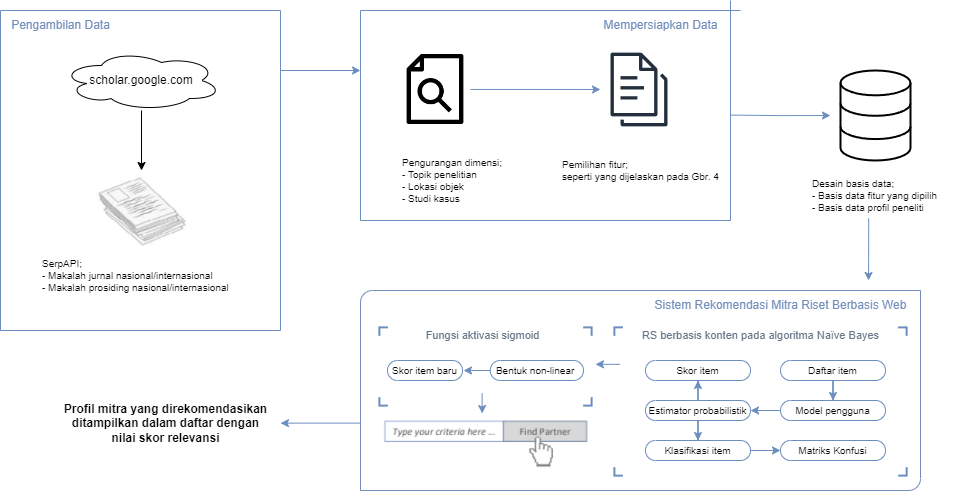 Pengambilan Data
scholar.google.com
SerpAPI;
- Makalah jurnal nasional/internasional
- Makalah prosiding nasional/internasional
Mempersiapkan Data
Pengurangan dimensi;
- Topik penelitian
- Lokasi objek
- Studi kasus
Pemilihan fitur;
seperti yang dijelaskan pada Gbr. 4
Desain basis data;
- Basis data fitur yang dipilih
- Basis data profil peneliti
Sistem Rekomendasi Mitra Riset Berbasis Web
RS berbasis konten pada algoritma Naïve Bayes
Daftar item
Model pengguna
Estimator probabilistik
Skor item
Klasifikasi item
Matriks Konfusi
Fungsi aktivasi sigmoid
Bentuk non-linear
Skor item baru
Type your criteria here ...
Find Partner
Profil mitra yang direkomendasikan
ditampilkan dalam daftar dengan
nilai skor relevansi